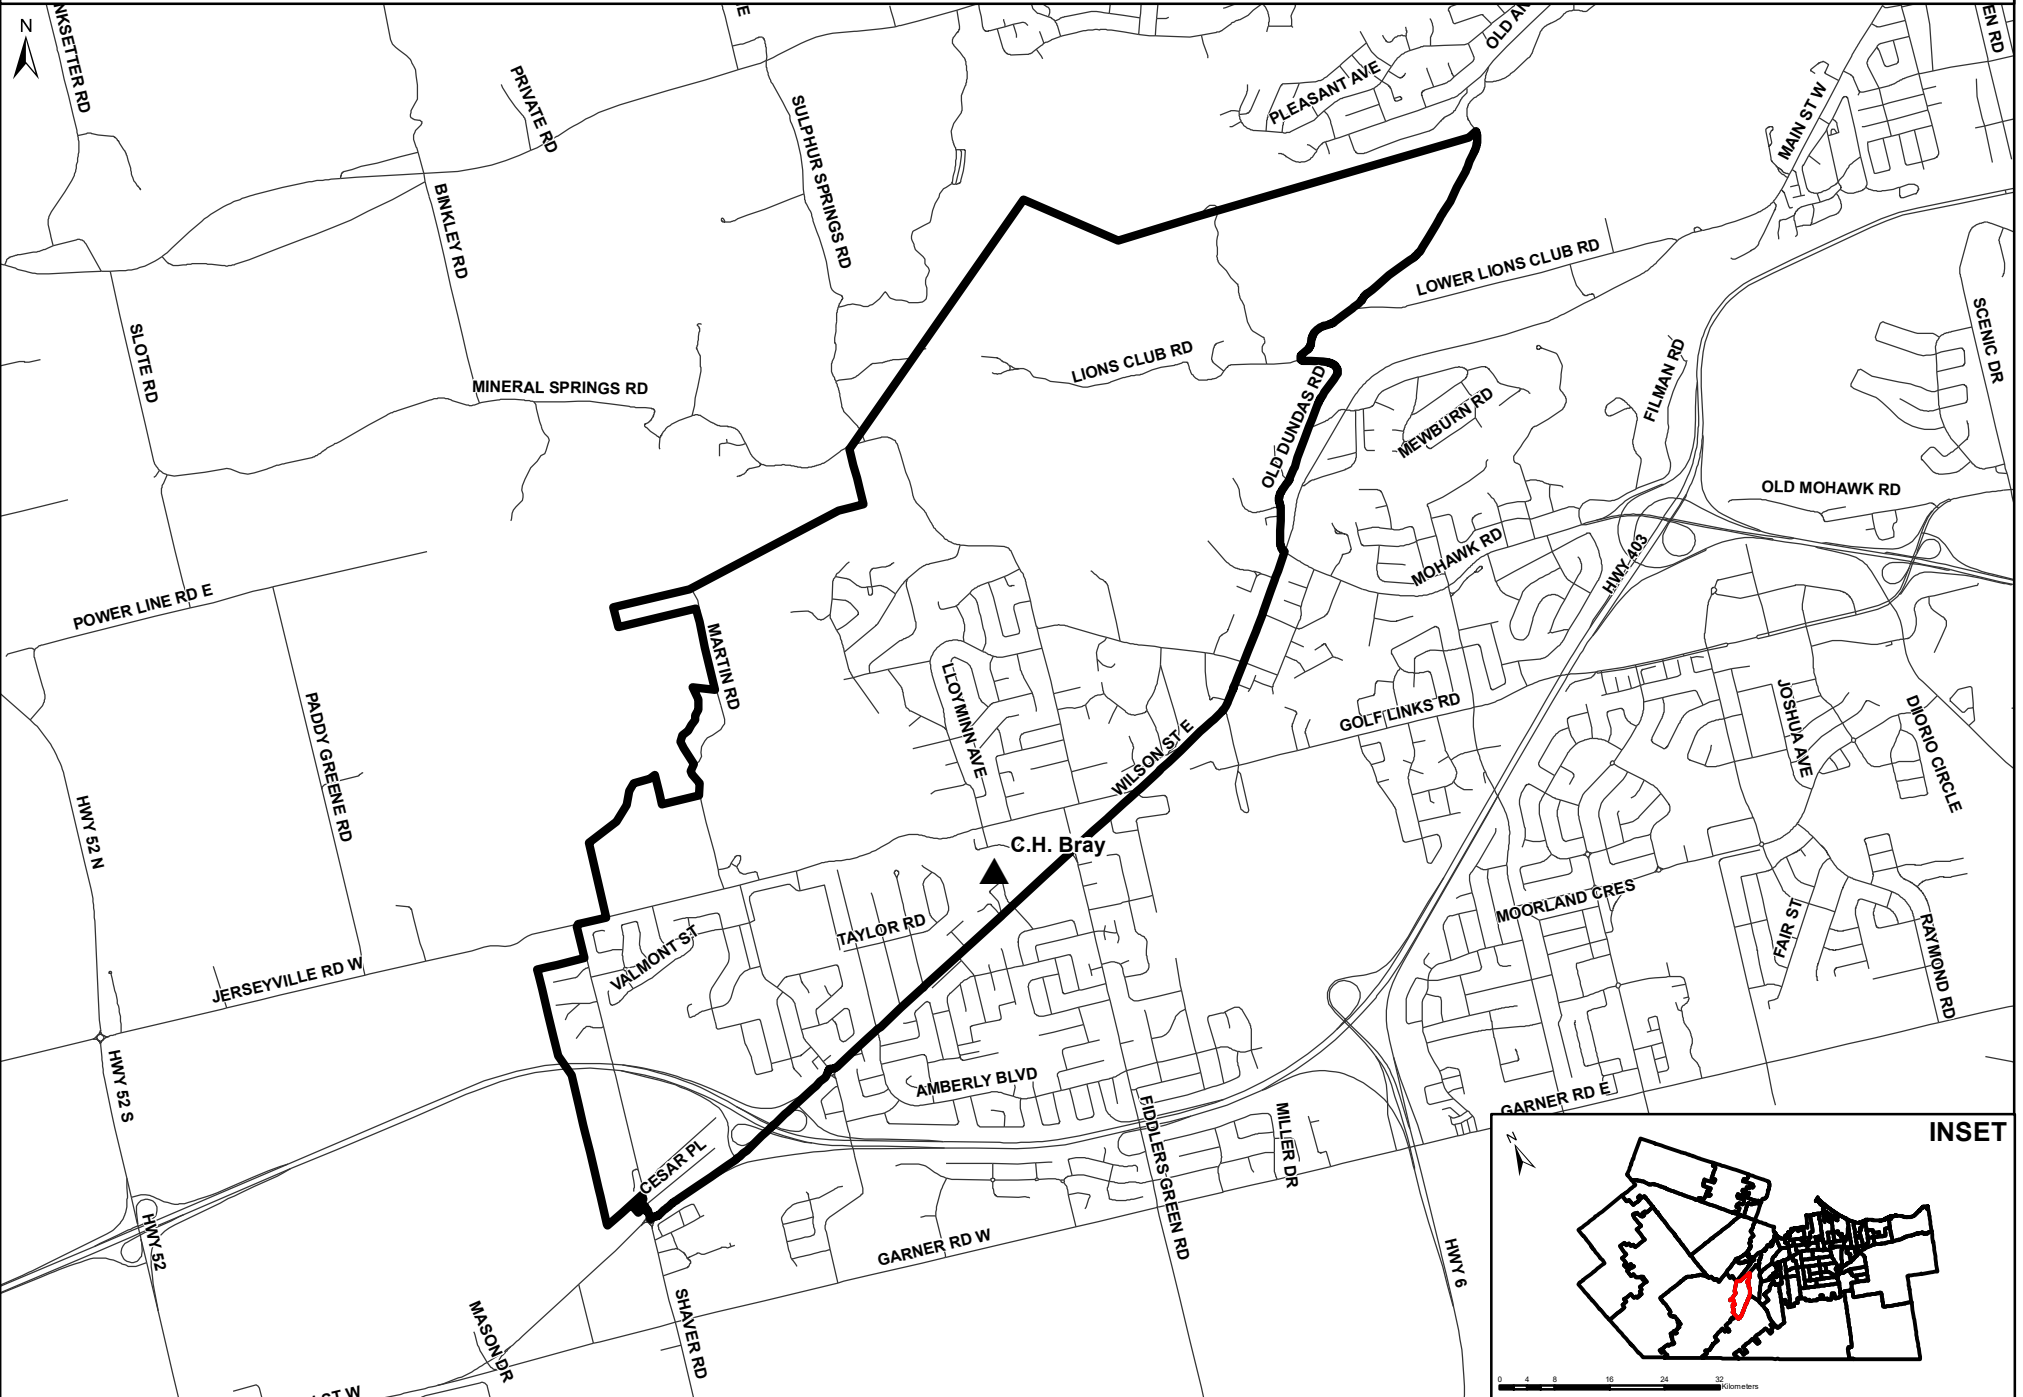 N
NKSETTER RD
PRIVATE RD
E
OLD AN
EN RD
PLEASANT AVE
MAIN ST W
SULPHUR SPRINGS RD
BINKLEY RD
LOWER LIONS CLUB RD
SCENIC DR
SLOTE RD
LIONS CLUB RD
FILMAN RD
MINERAL SPRINGS RD
OLD DUNDAS RD
MEWBURN RD
OLD MOHAWK RD
MOHAWK RD
HWY 403
POWER LINE RD E
MARTIN RD
LLOYMINN AVE
GOLF LINKS RD
JOSHUA AVE
DIORIO CIRCLE
PADDY GREENE RD
WILSON ST E
HWY 52 N
C.H. Bray
MOORLAND CRES
FAIR ST
RAYMOND RD
TAYLOR RD
VALMONT ST
JERSEYVILLE RD W
HWY 52 S
AMBERLY BLVD
GARNER RD E
FIDDLERS GREEN RD
MILLER DR
CESAR PL
HWY 52
GARNER RD W
HWY 6
SHAVER RD
MASON DR
ST W
INSET
N
0 4 8 16 24 32
Kilometers